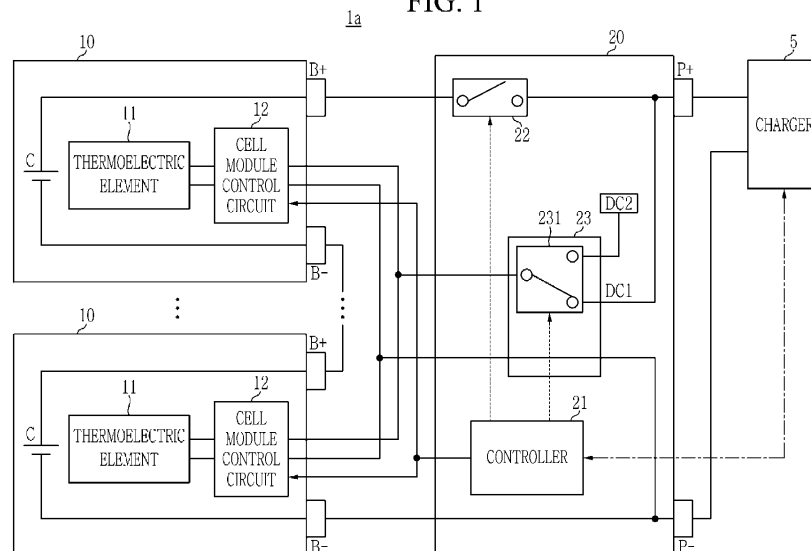 FIG. 1
1a
10
B+
11
12
C
THERMOELECTRIC
ELEMENT
CELL
MODULE
CONTROL
CIRCUIT
B-
10
B+
11
12
C
THERMOELECTRIC
ELEMENT
CELL
MODULE
CONTROL
CIRCUIT
B-
20
22
P+
5
CHARGER
DC2
231
23
DC1
21
CONTROLLER
P-